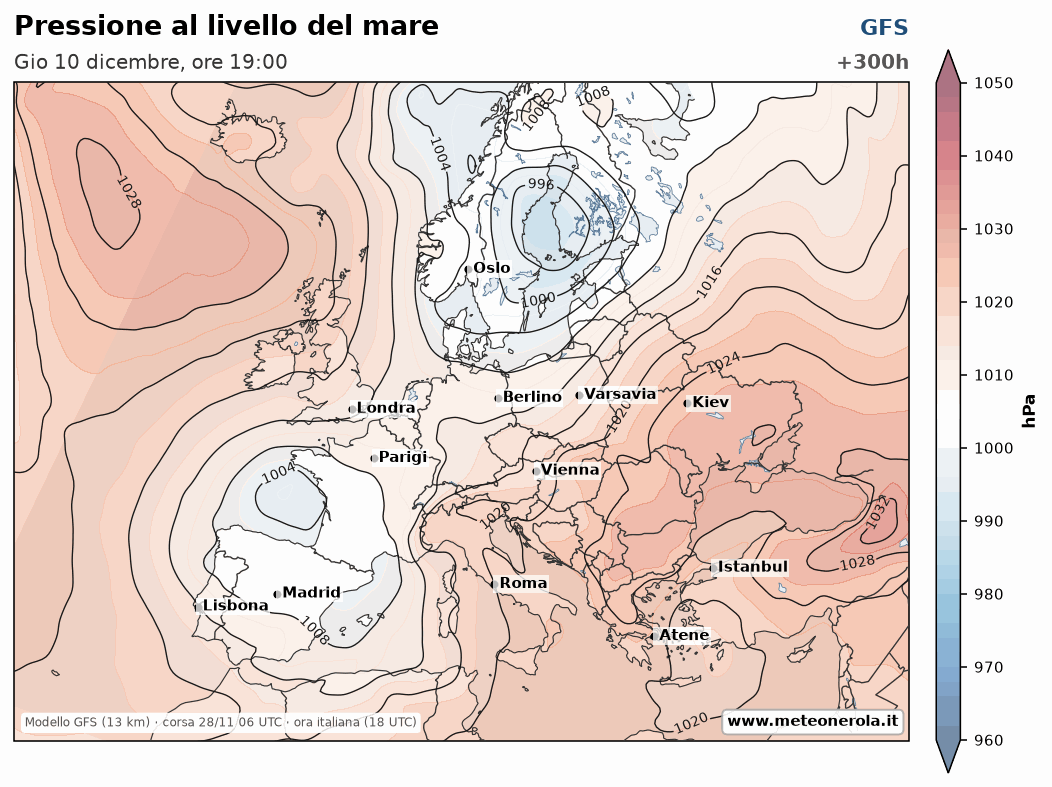 Pressione al livello del mare
GFS
Gio 10 dicembre, ore 19:00
+300h
1050
1040
1030
1020
1010
1000
990
980
970
960
hPa
1008
1008
1004
1028
996
Oslo
1000
1016
1024
Londra
Berlino
Varsavia
Kiev
1020
Parigi
Vienna
1004
1020
1032
1028
Istanbul
Roma
Madrid
Lisbona
1008
Atene
1020
Modello GFS (13 km) · corsa 28/11 06 UTC · ora italiana (18 UTC)
www.meteonerola.it